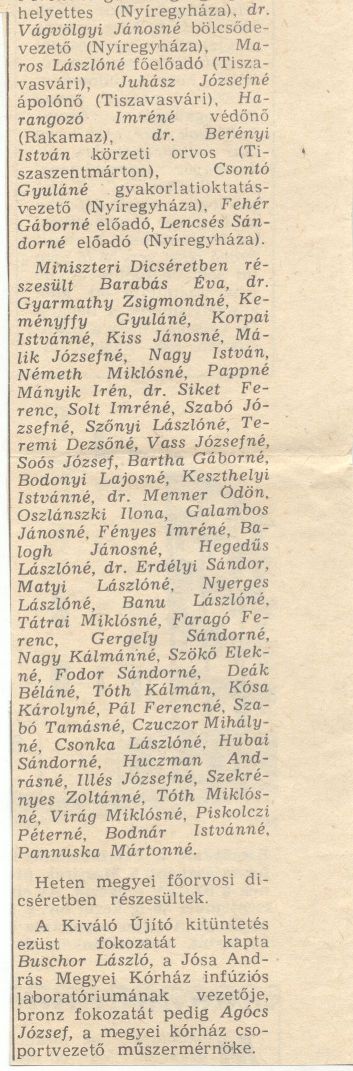 helyettes (Nyíregyháza), dr.
Vágvölgyi Jánosné bölcsőde-
vezető (Nyíregyháza), Ma-
ros Lászlóné főelőadó (Tisza-
vasvári), Juhász Józsefné
ápolónő (Tiszavasvári), Ha-
rangozó Imréné védőnő
(Rakamaz), dr. Berényi
István körzeti orvos (Ti-
szaszentmárton), Csontó
Gyuláné gyakorlatioktatás-
vezető (Nyíregyháza), Fehér
Gáborné előadó, Lencsés Sán-
dorné előadó (Nyíregyháza).
Miniszteri Dicséretben ré-
szesült Barabás Éva, dr.
Gyarmathy Zsigmondné, Ke-
ményffy Gyuláné, Korpai
Istvánné, Kiss Jánosné, Má-
lik Józsefné, Nagy István,
Németh Miklósné, Pappné
Mányik Irén, dr. Siket Fe-
renc, Solt Imréné, Szabó Jó-
zsefné, Szőnyi Lászlóné, Te-
remi Dezsőné, Vass Józsefné,
Soós József, Bartha Gáborné,
Bodonyi Lajosné, Keszthelyi
Istvánné, dr. Menner Ödön,
Oszlánszki Ilona, Galambos
Jánosné, Fényes Imréné, Ba-
logh Jánosné, Hegedűs
Lászlóné, dr. Erdélyi Sándor,
Matyi Lászlóné, Nyerges
Lászlóné, Banu Lászlóné,
Tátrai Miklósné, Faragó Fe-
renc, Gergely Sándorné,
Nagy Kálmánné, Szökő Elek-
né, Fodor Sándorné, Deák
Béláné, Tóth Kálmán, Kósa
Károlyné, Pál Ferencné, Sza-
bó Tamásné, Czuczor Mihály-
né, Csonka Lászlóné, Hubai
Sándorné, Huczman And-
rásné, Illés Józsefné, Szekré-
nyes Zoltánné, Tóth Miklós-
né, Virág Miklósné, Piskolczi
Péterné, Bodnár Istvánné,
Pannuska Mártonné.
Heten megyei főorvosi di-
cséretben részesültek.
A Kiváló Újító kitüntetés
ezüst fokozatát kapta
Buschor László, a Jósa And-
rás Megyei Kórház infúziós
laboratóriumának vezetője,
bronz fokozatát pedig Agócs
József, a megyei kórház cso-
portvezető műszermérnöke.